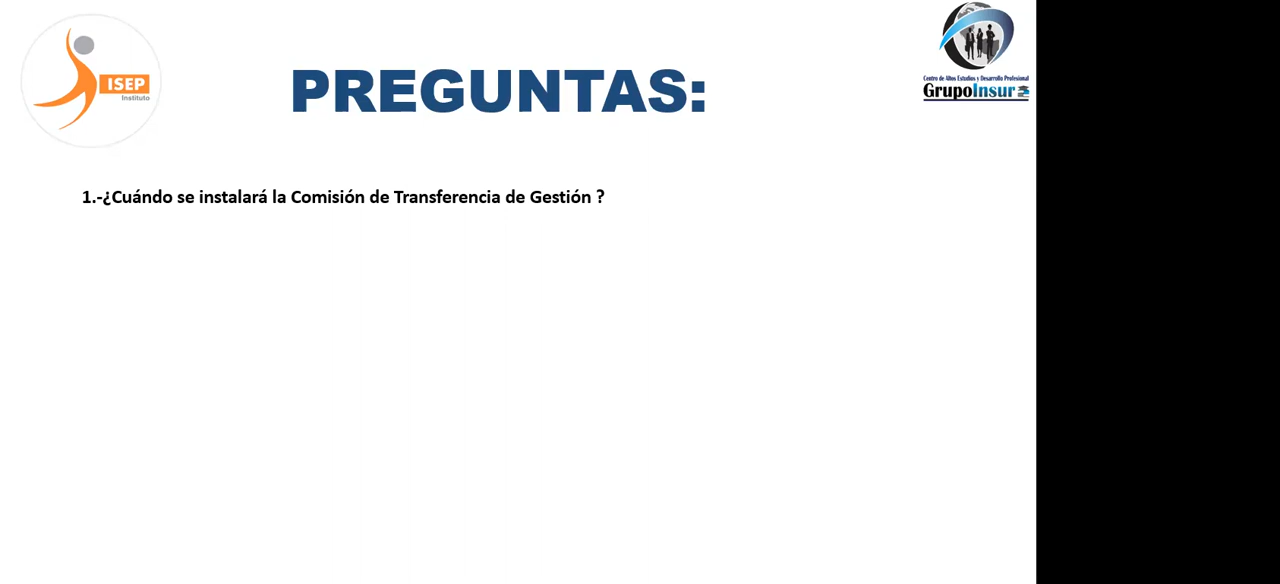 ISEP
Instituto
Centro de Altos Estudios y Desarrollo Profesional
GrupoInsur
PREGUNTAS:
1.-¿Cuándo se instalará la Comisión de Transferencia de Gestión ?